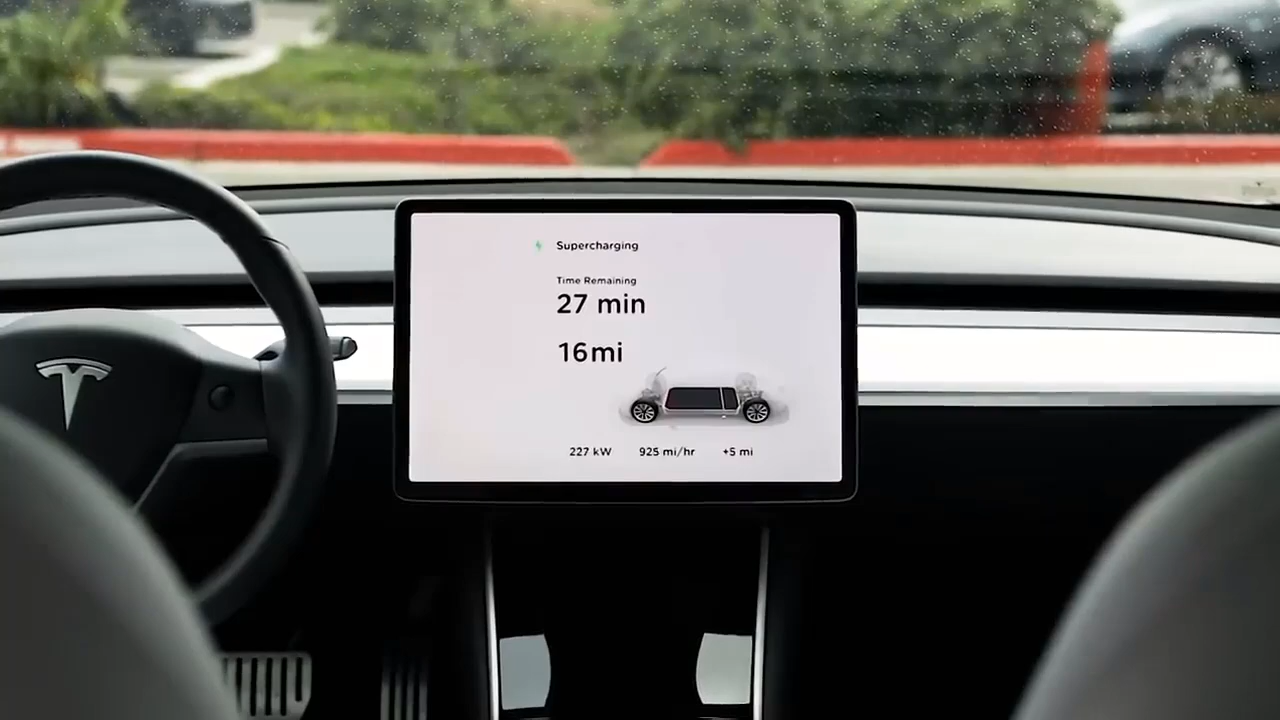 Supercharging
Time Remaining
27 min
16mi
227 kW 925 mi/hr +5 mi